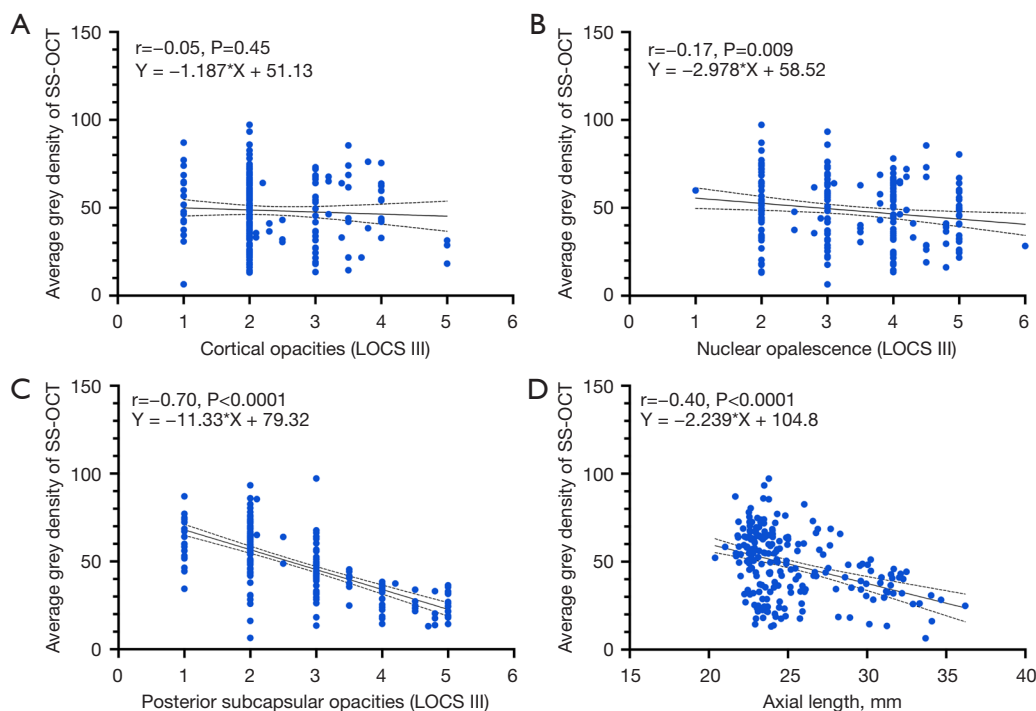 A
Average grey density of SS-OCT
150
100
50
0
r=−0.05, P=0.45
Y = −1.187*X + 51.13
0 1 2 3 4 5 6
Cortical opacities (LOCS III)
B
Average grey density of SS-OCT
150
100
50
0
r=−0.17, P=0.009
Y = −2.978*X + 58.52
0 1 2 3 4 5 6
Nuclear opalescence (LOCS III)
C
Average grey density of SS-OCT
150
100
50
0
r=−0.70, P<0.0001
Y = −11.33*X + 79.32
0 1 2 3 4 5 6
Posterior subcapsular opacities (LOCS III)
D
Average grey density of SS-OCT
150
100
50
0
r=−0.40, P<0.0001
Y = −2.239*X + 104.8
15 20 25 30 35 40
Axial length, mm